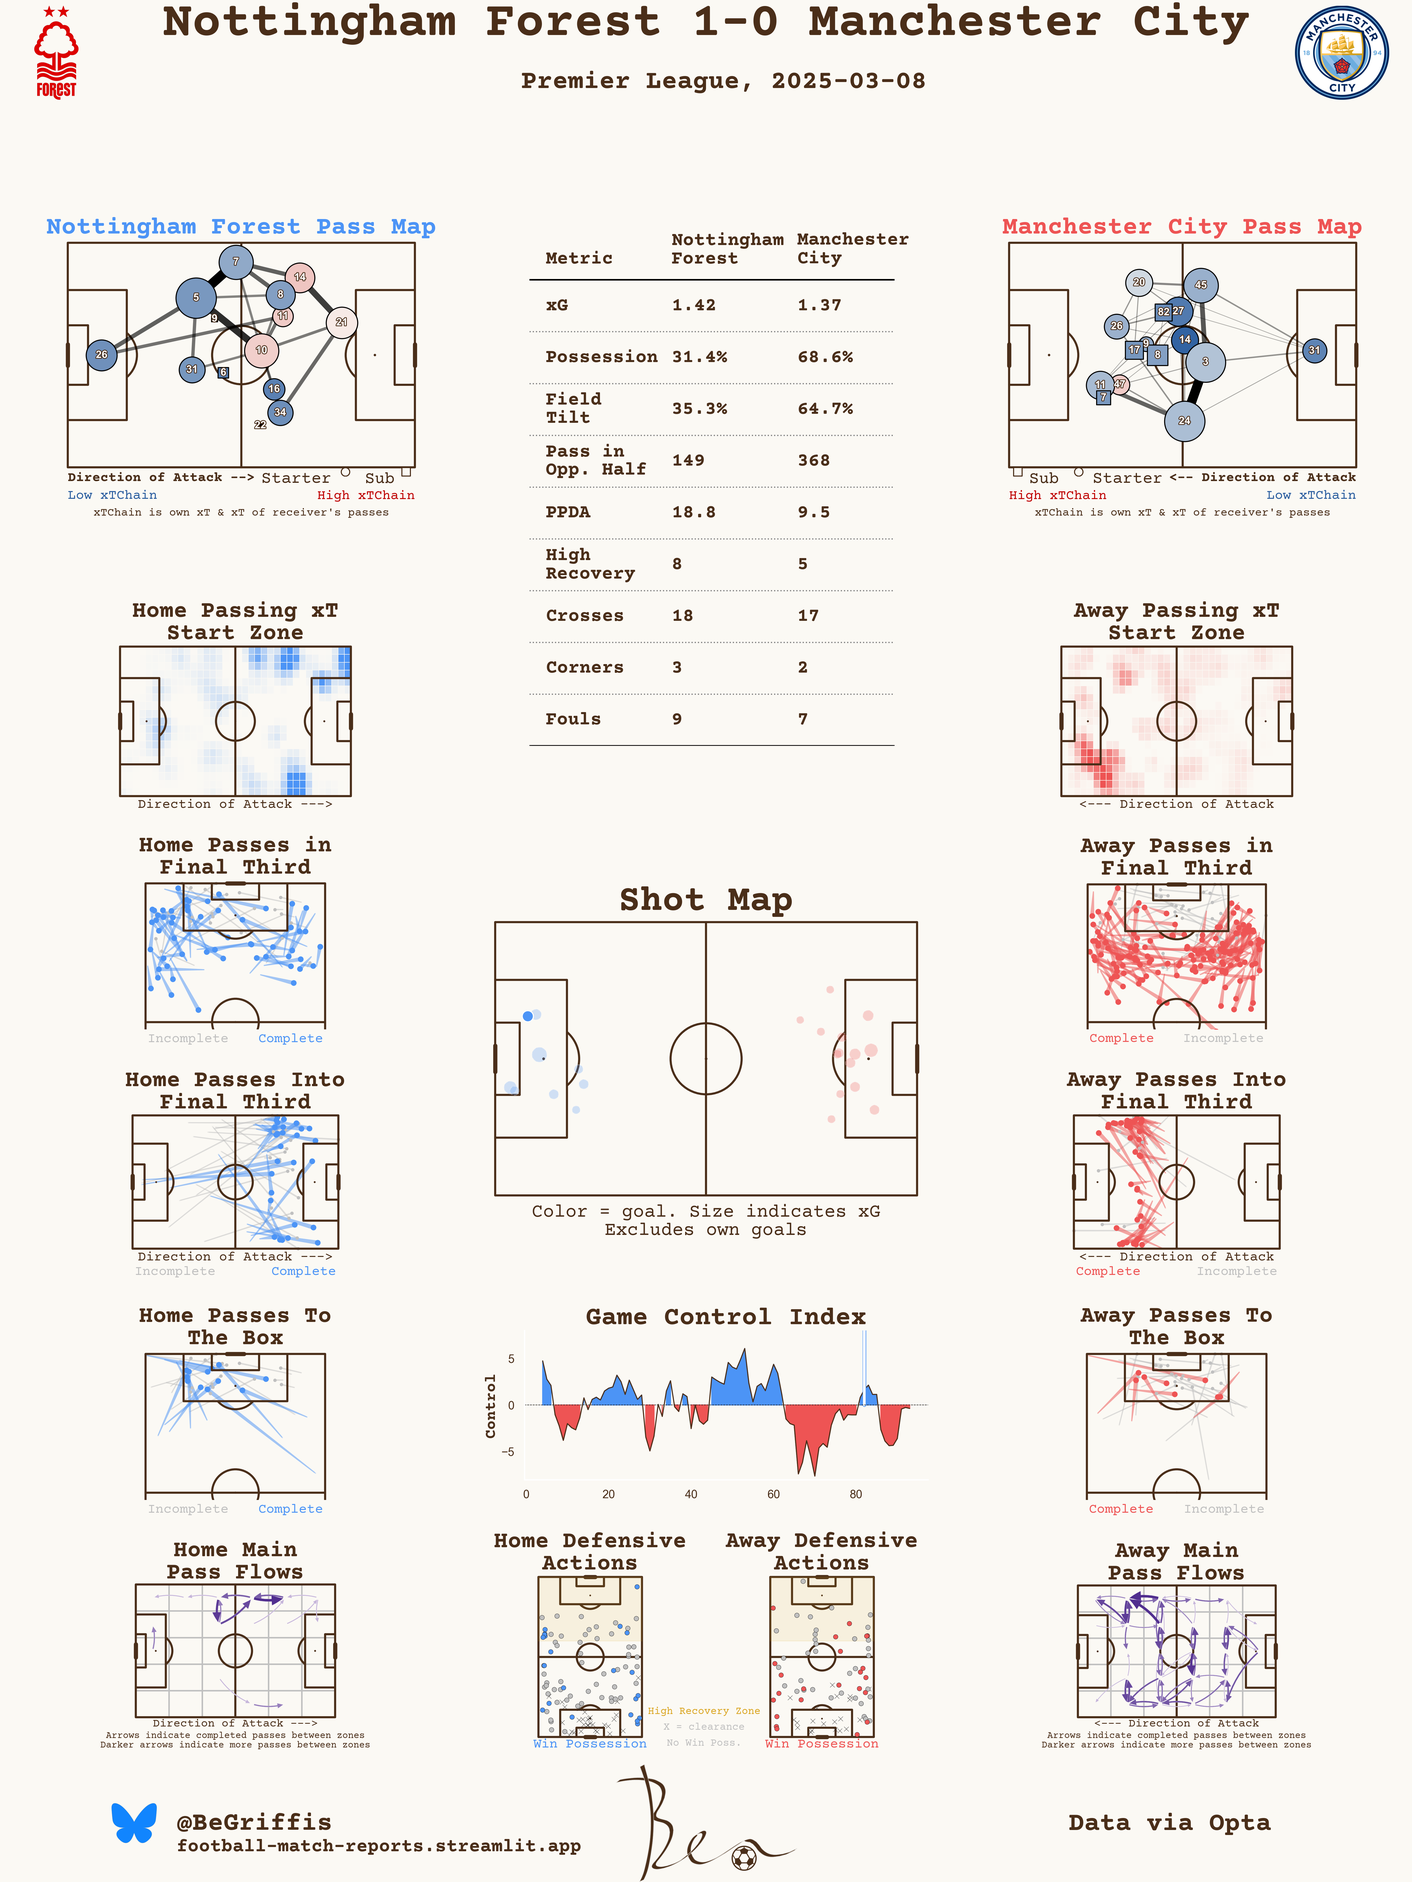 Nottingham Forest 1-0 Manchester City
Premier League, 2025-03-08
FOREST
MANCHESTER
18 94
CITY
Nottingham Forest Pass Map
7
14
5
8
9
11
21
26
10
31
6
16
34
22
Direction of Attack --> Starter Sub
Low xTChain High xTChain
xTChain is own xT & xT of receiver's passes
Metric Nottingham Forest Manchester City
xG 1.42 1.37
Possession 31.4% 68.6%
Field Tilt 35.3% 64.7%
Pass in Opp. Half 149 368
PPDA 18.8 9.5
High Recovery 8 5
Crosses 18 17
Corners 3 2
Fouls 9 7
Manchester City Pass Map
20
45
82
27
26
14
9
17
8
3
31
11
47
7
24
Sub Starter <-- Direction of Attack
High xTChain Low xTChain
xTChain is own xT & xT of receiver's passes
Home Passing xT
Start Zone
Direction of Attack --->
Away Passing xT
Start Zone
<--- Direction of Attack
Home Passes in
Final Third
Incomplete Complete
Shot Map
Color = goal. Size indicates xG
Excludes own goals
Away Passes in
Final Third
Complete Incomplete
Home Passes Into
Final Third
Direction of Attack --->
Incomplete Complete
Away Passes Into
Final Third
<--- Direction of Attack
Complete Incomplete
Home Passes To
The Box
Incomplete Complete
Game Control Index
Control
5
0
−5
0 20 40 60 80
Away Passes To
The Box
Complete Incomplete
Home Main
Pass Flows
Direction of Attack --->
Arrows indicate completed passes between zones
Darker arrows indicate more passes between zones
Home Defensive
Actions
Win Possession
High Recovery Zone
X = clearance
No Win Poss.
Away Defensive
Actions
Win Possession
Away Main
Pass Flows
<--- Direction of Attack
Arrows indicate completed passes between zones
Darker arrows indicate more passes between zones
@BeGriffis
football-match-reports.streamlit.app
Ben
Data via Opta